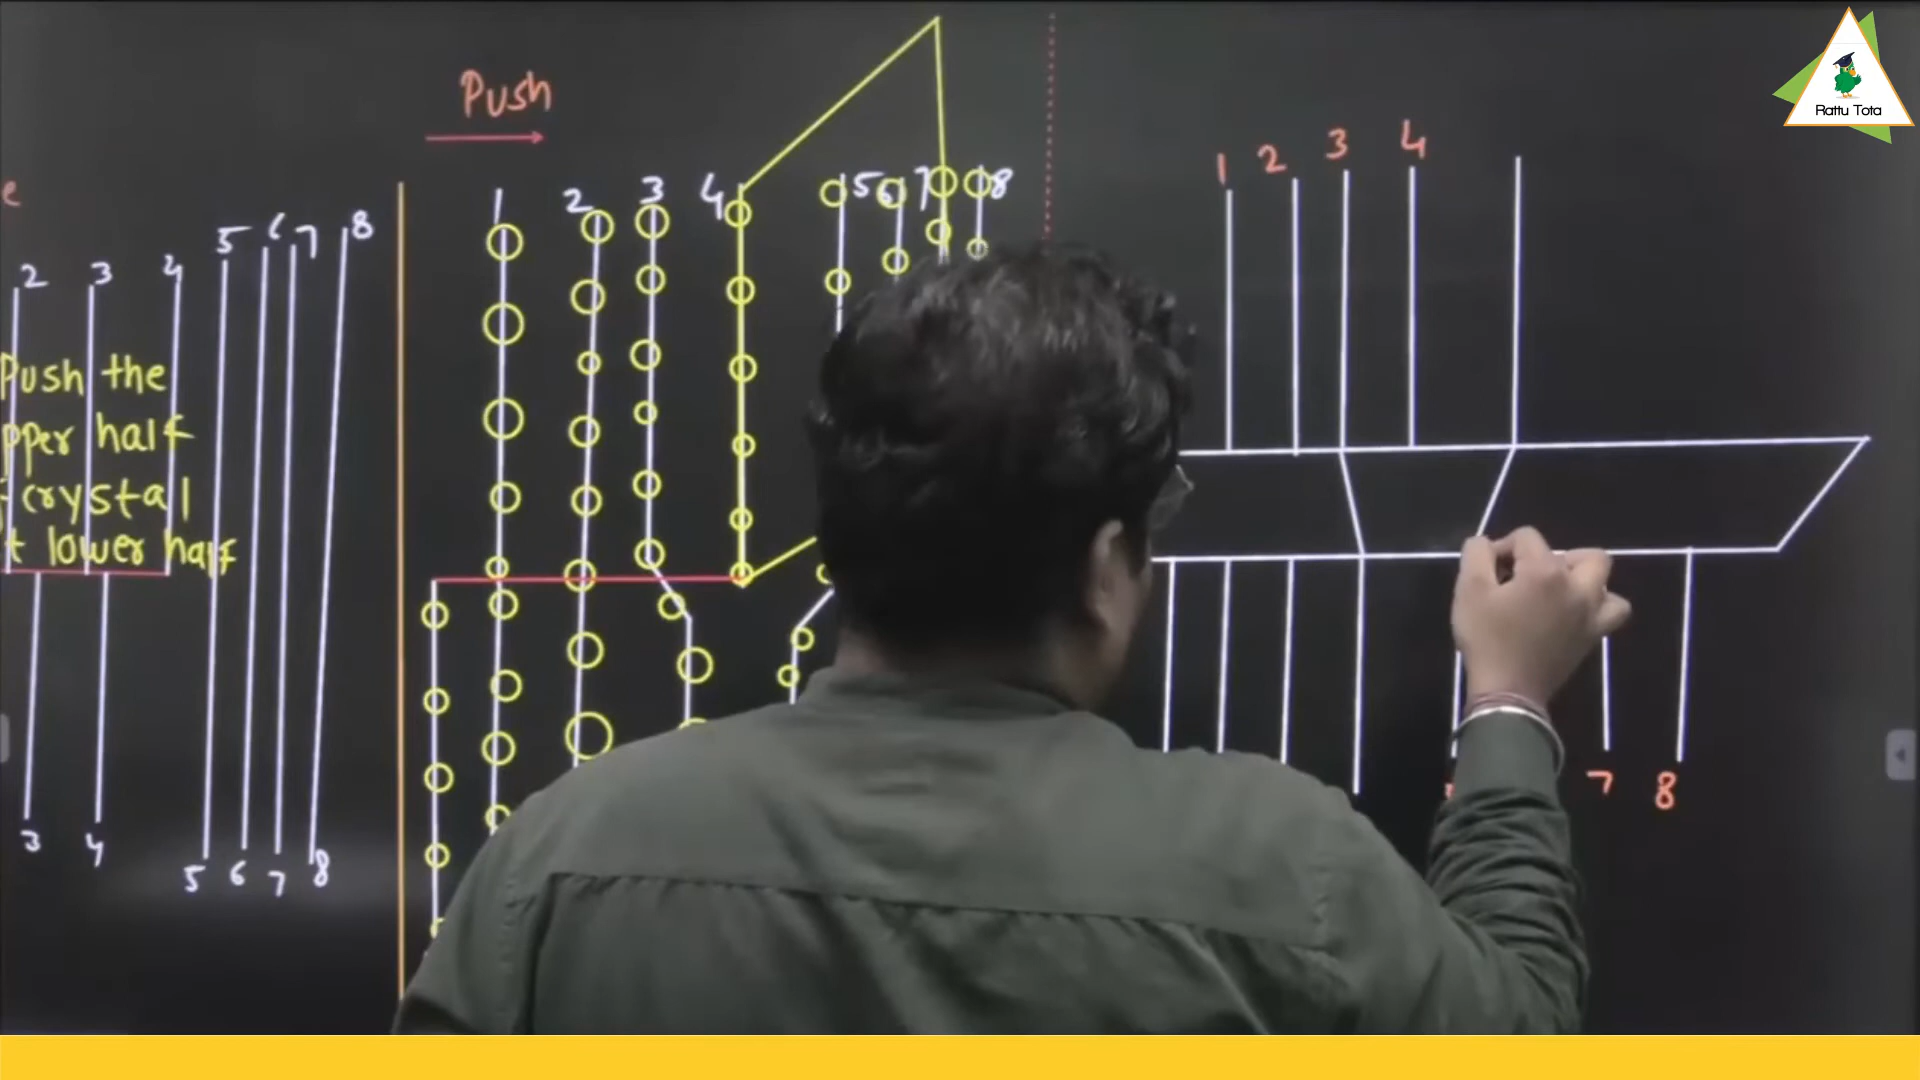 e
2 3 4 5 6 7 8
Push the
pper half
f crystal
t lower half
3 4 5 6 7 8
Push
1 2 3 4 5 6 7 8
1 2 3 4
7 8
Rattu Tota